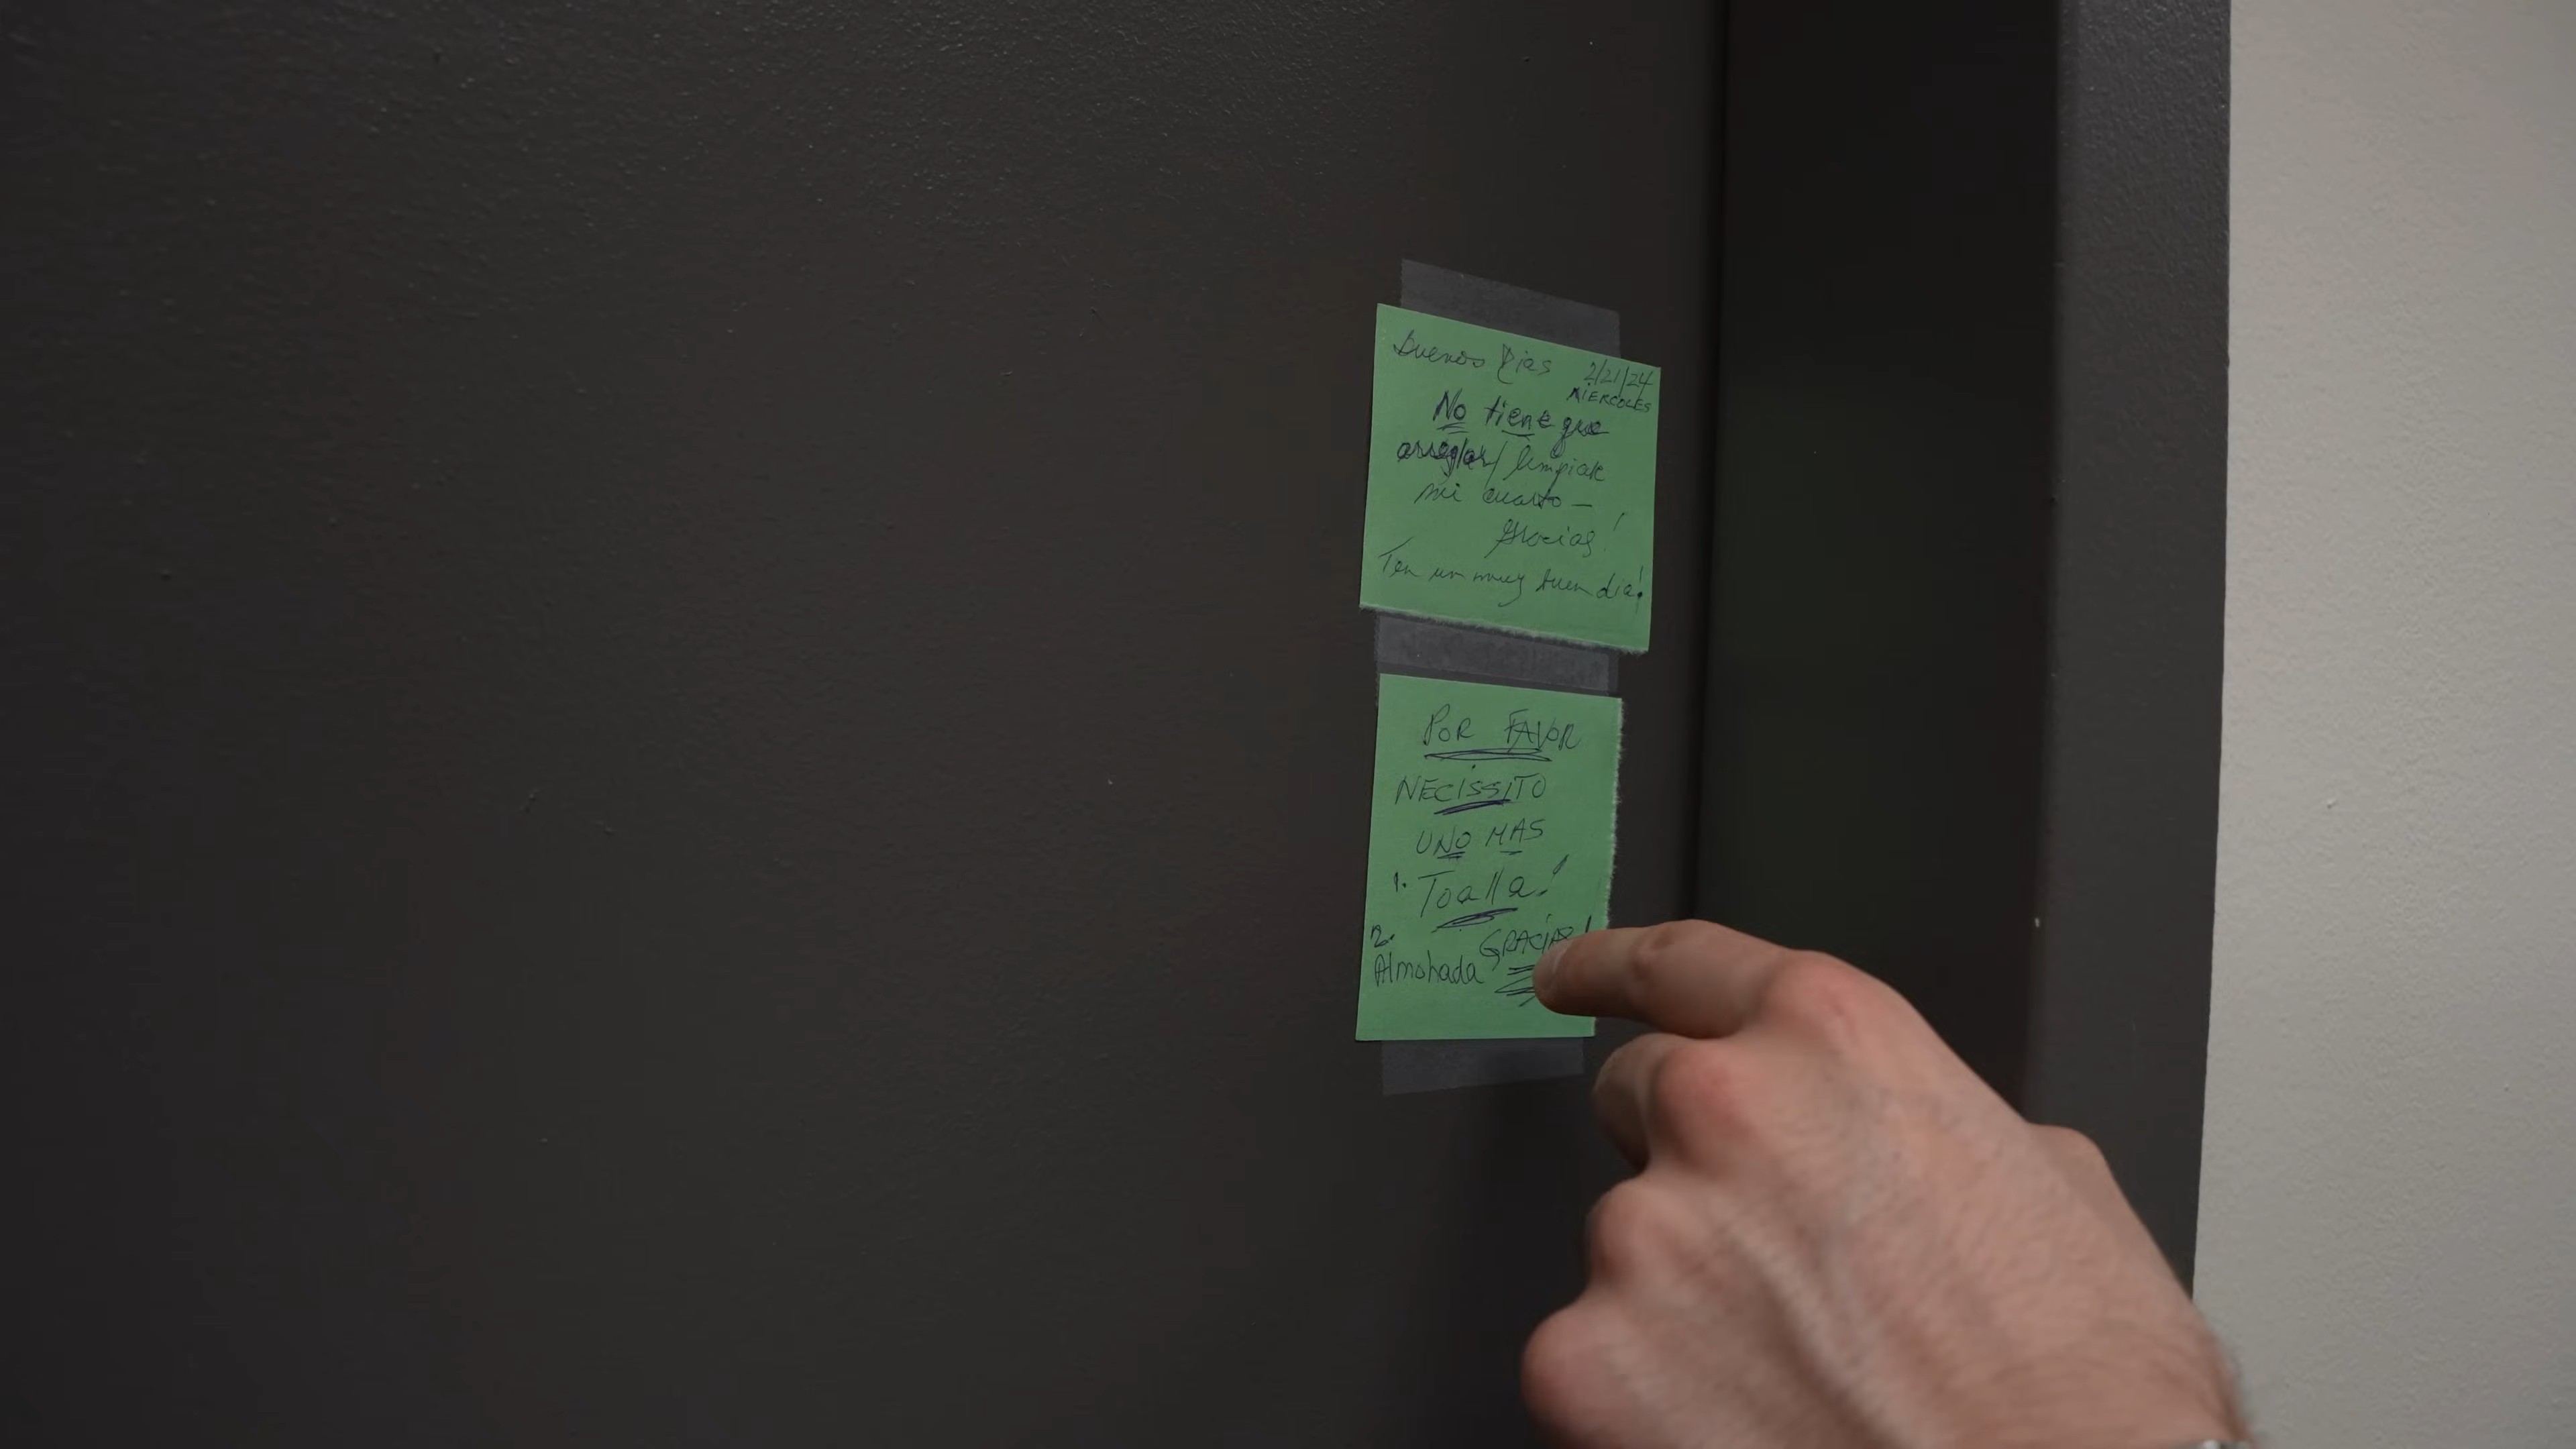 Buenos Dias
2/21/24
MIERCOLES
No tiene que
arreglar/limpiar
mi cuarto —
Gracias!
Ten un muy buen dia!
POR FAVOR
NECISSITO
UNO MAS
1. Toalla!
2. GRACIAS!
Almohada